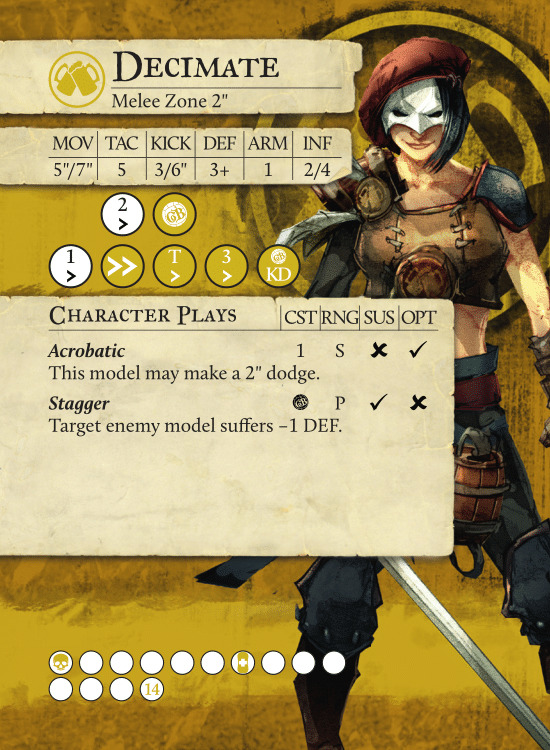 DECIMATE
Melee Zone 2"
MOV TAC KICK DEF ARM INF
5"/7" 5 3/6" 3+ 1 2/4
2 > GB
1 > >> T > 3 > GB KD
CHARACTER PLAYS CST RNG SUS OPT
Acrobatic 1 S ✘ ✓
This model may make a 2" dodge.
Stagger GB P ✓ ✘
Target enemy model suffers –1 DEF.
14